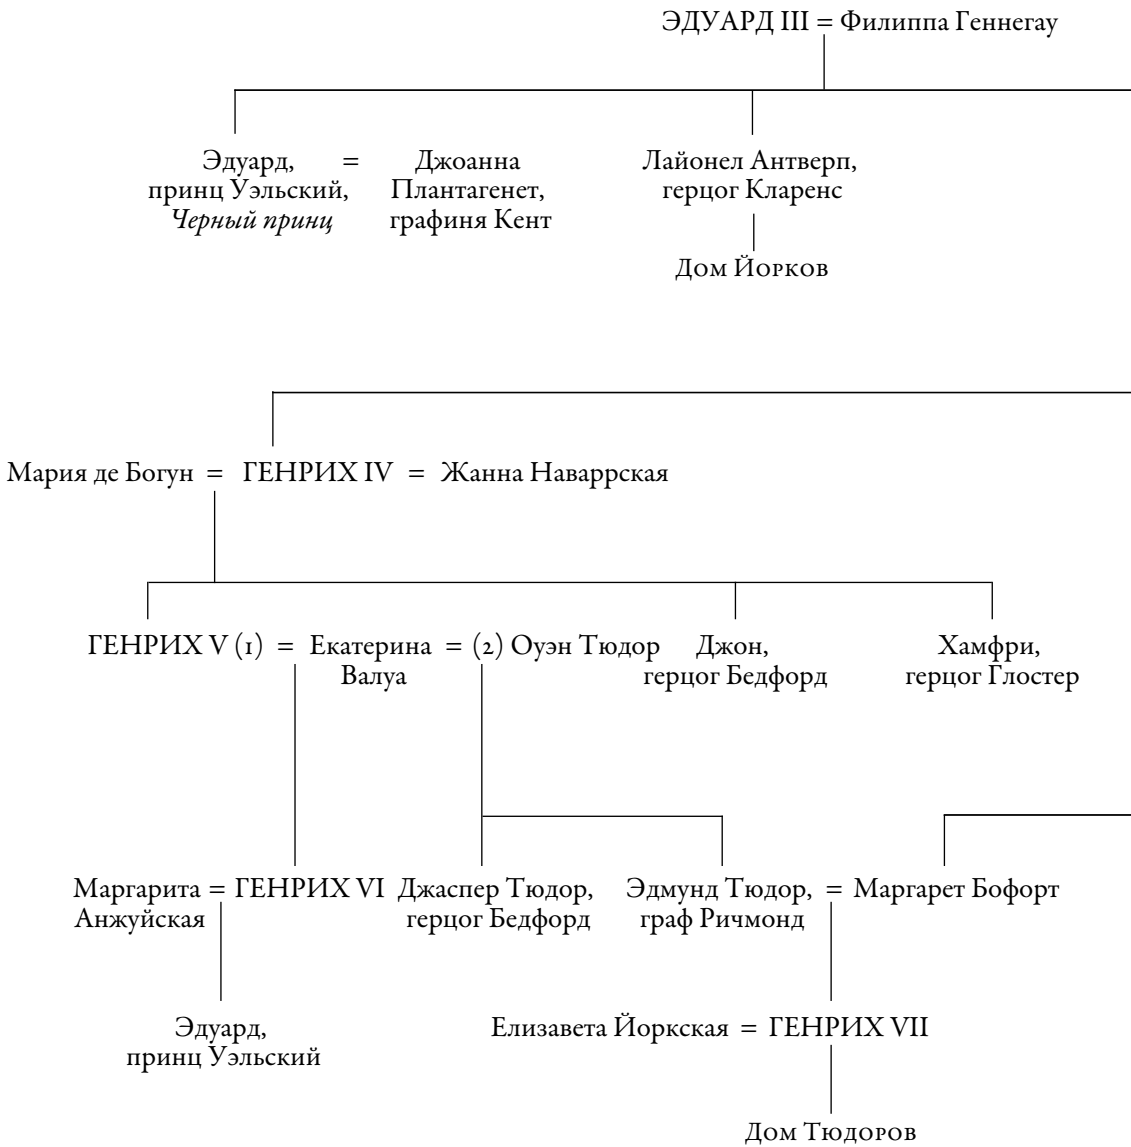 ЭДУАРД III = Филиппа Геннегау
Эдуард, = Джоанна
принц Уэльский, Плантагенет,
Черный принц графиня Кент
Лайонел Антверп,
герцог Кларенс
Дом Йорков
Мария де Богун = ГЕНРИХ IV = Жанна Наваррская
ГЕНРИХ V (1) = Екатерина = (2) Оуэн Тюдор
Валуа
Джон,
герцог Бедфорд
Хамфри,
герцог Глостер
Маргарита = ГЕНРИХ VI
Анжуйская
Джаспер Тюдор,
герцог Бедфорд
Эдмунд Тюдор, = Маргарет Бофорт
граф Ричмонд
Эдуард,
принц Уэльский
Елизавета Йоркская = ГЕНРИХ VII
Дом Тюдоров